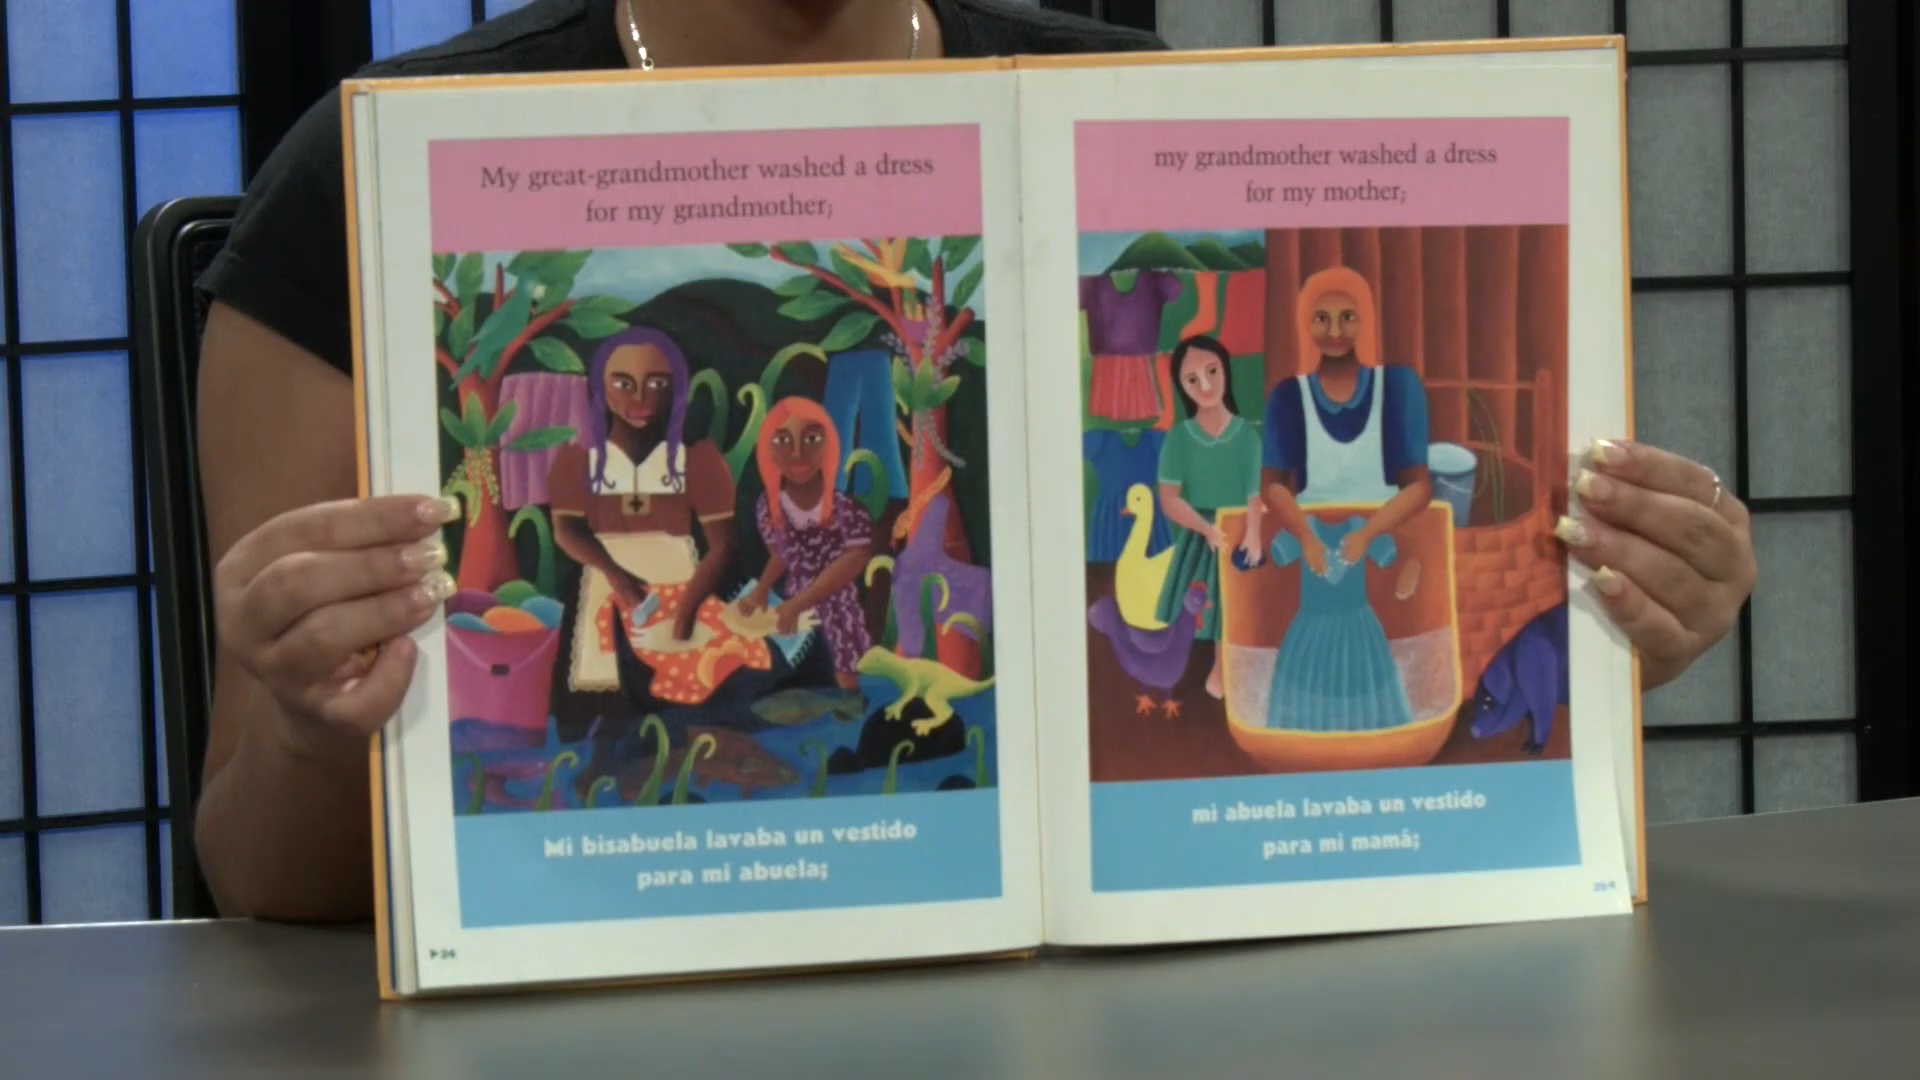 My great-grandmother washed a dress
for my grandmother;
Mi bisabuela lavaba un vestido
para mi abuela;
▶24
my grandmother washed a dress
for my mother;
mi abuela lavaba un vestido
para mi mamá;